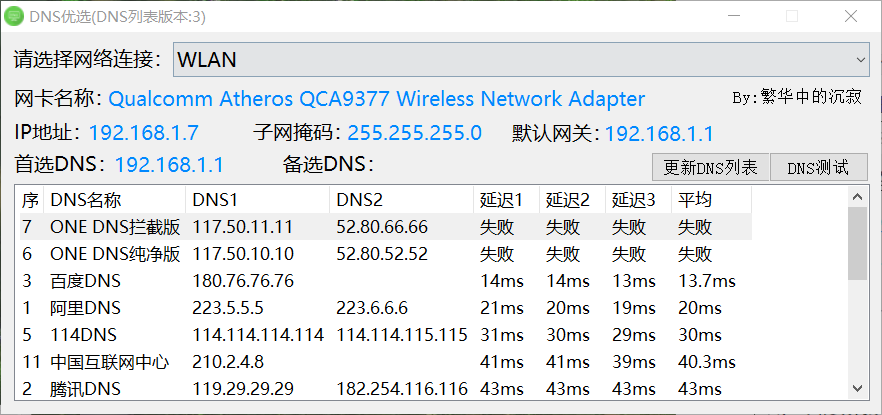 DNS优选(DNS列表版本:3)
请选择网络连接: WLAN
网卡名称: Qualcomm Atheros QCA9377 Wireless Network Adapter By:繁华中的沉寂
IP地址: 192.168.1.7 子网掩码: 255.255.255.0 默认网关: 192.168.1.1
首选DNS: 192.168.1.1 备选DNS: 更新DNS列表 DNS测试
序 DNS名称 DNS1 DNS2 延迟1 延迟2 延迟3 平均
7 ONE DNS拦截版 117.50.11.11 52.80.66.66 失败 失败 失败 失败
6 ONE DNS纯净版 117.50.10.10 52.80.52.52 失败 失败 失败 失败
3 百度DNS 180.76.76.76 14ms 14ms 13ms 13.7ms
1 阿里DNS 223.5.5.5 223.6.6.6 21ms 20ms 19ms 20ms
5 114DNS 114.114.114.114 114.114.115.115 31ms 30ms 29ms 30ms
11 中国互联网中心 210.2.4.8 41ms 41ms 39ms 40.3ms
2 腾讯DNS 119.29.29.29 182.254.116.116 43ms 43ms 43ms 43ms